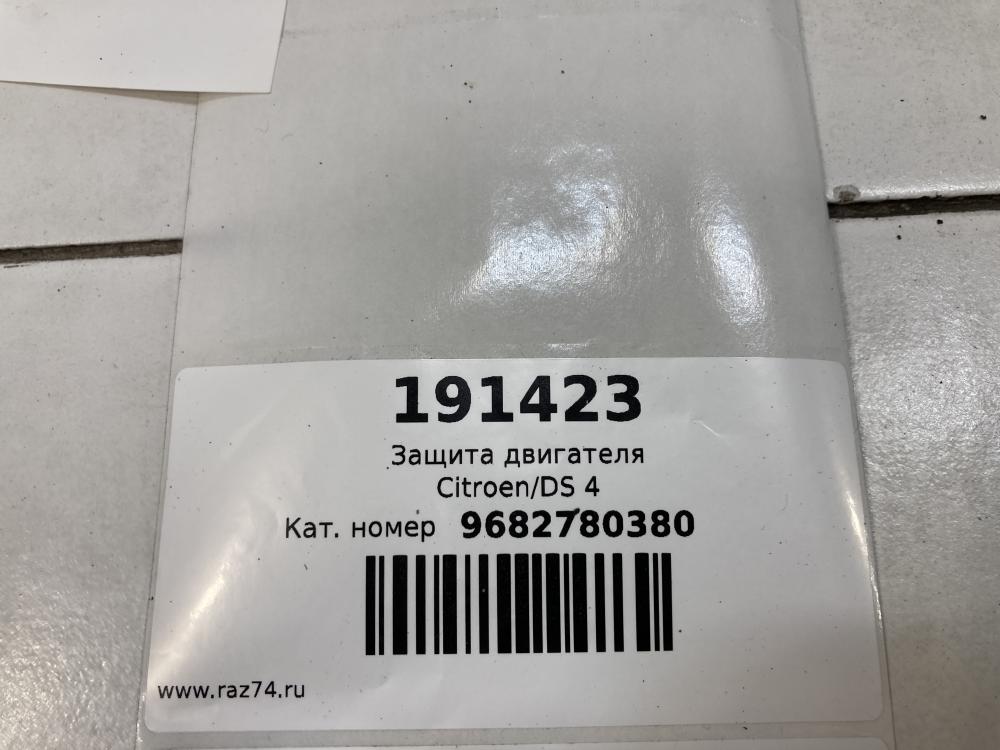 191423
Защита двигателя
Citroen/DS 4
Кат. номер 9682780380
www.raz74.ru